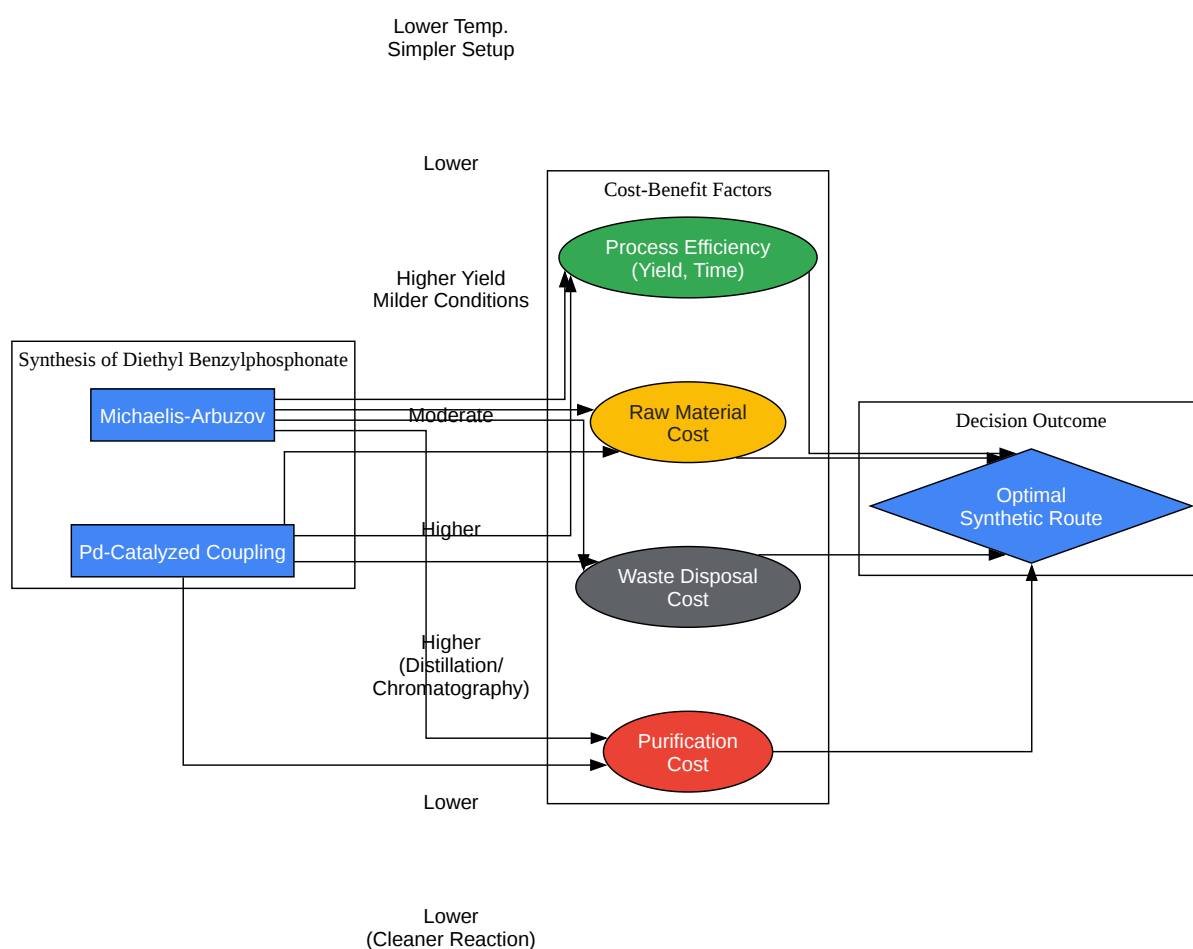 Lower Temp.
Simpler Setup
Lower
Cost-Benefit Factors
Process Efficiency
(Yield, Time)
Higher Yield
Milder Conditions
Synthesis of Diethyl Benzylphosphonate
Michaelis-Arbuzov
Moderate
Raw Material
Cost
Decision Outcome
Optimal
Synthetic Route
Pd-Catalyzed Coupling
Higher
Waste Disposal
Cost
Higher
(Distillation/
Chromatography)
Purification
Cost
Lower
Lower
(Cleaner Reaction)